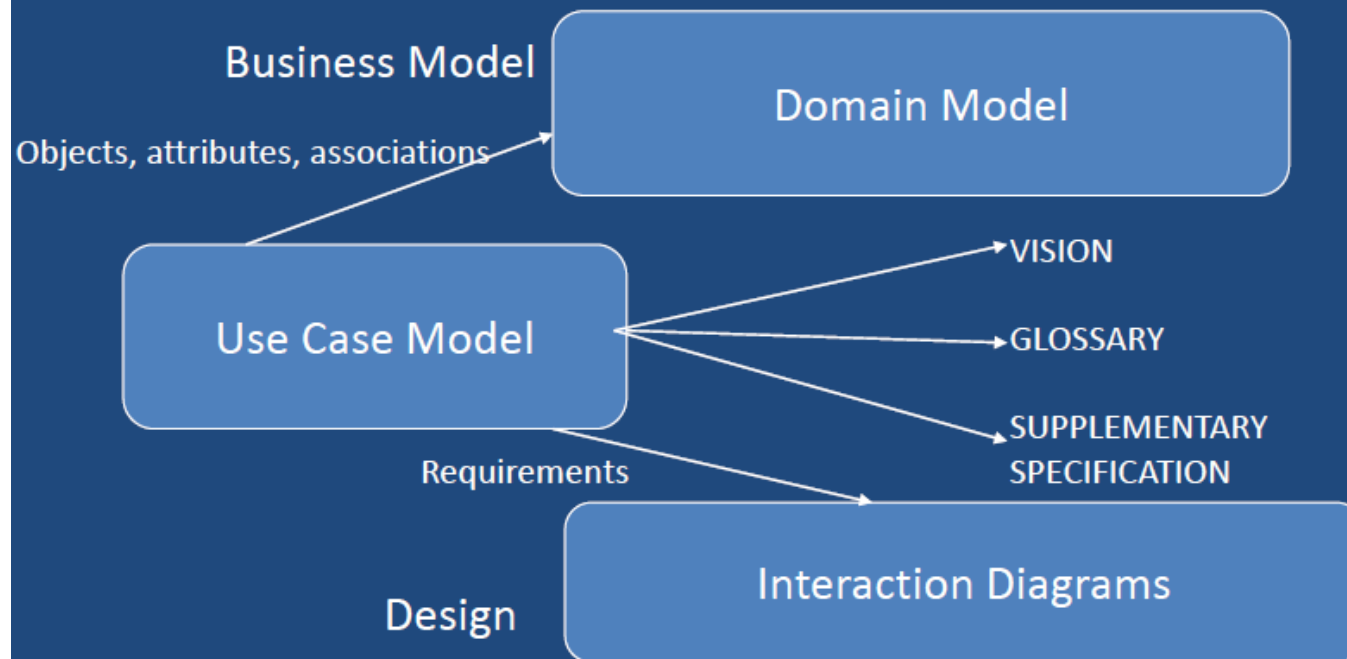 Business Model
Domain Model
Objects, attributes, associations
VISION
Use Case Model
GLOSSARY
SUPPLEMENTARY
SPECIFICATION
Requirements
Interaction Diagrams
Design